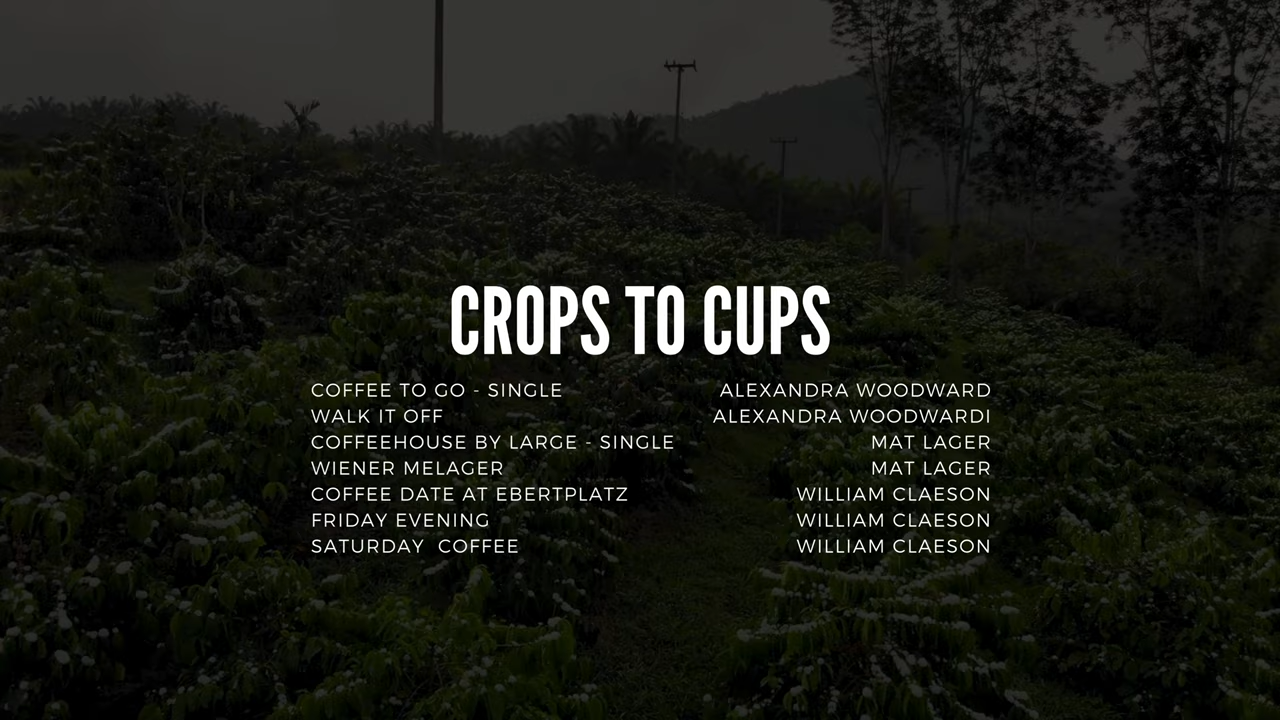 CROPS TO CUPS
COFFEE TO GO - SINGLE ALEXANDRA WOODWARD
WALK IT OFF ALEXANDRA WOODWARDI
COFFEEHOUSE BY LARGE - SINGLE MAT LAGER
WIENER MELAGER MAT LAGER
COFFEE DATE AT EBERTPLATZ WILLIAM CLAESON
FRIDAY EVENING WILLIAM CLAESON
SATURDAY  COFFEE WILLIAM CLAESON